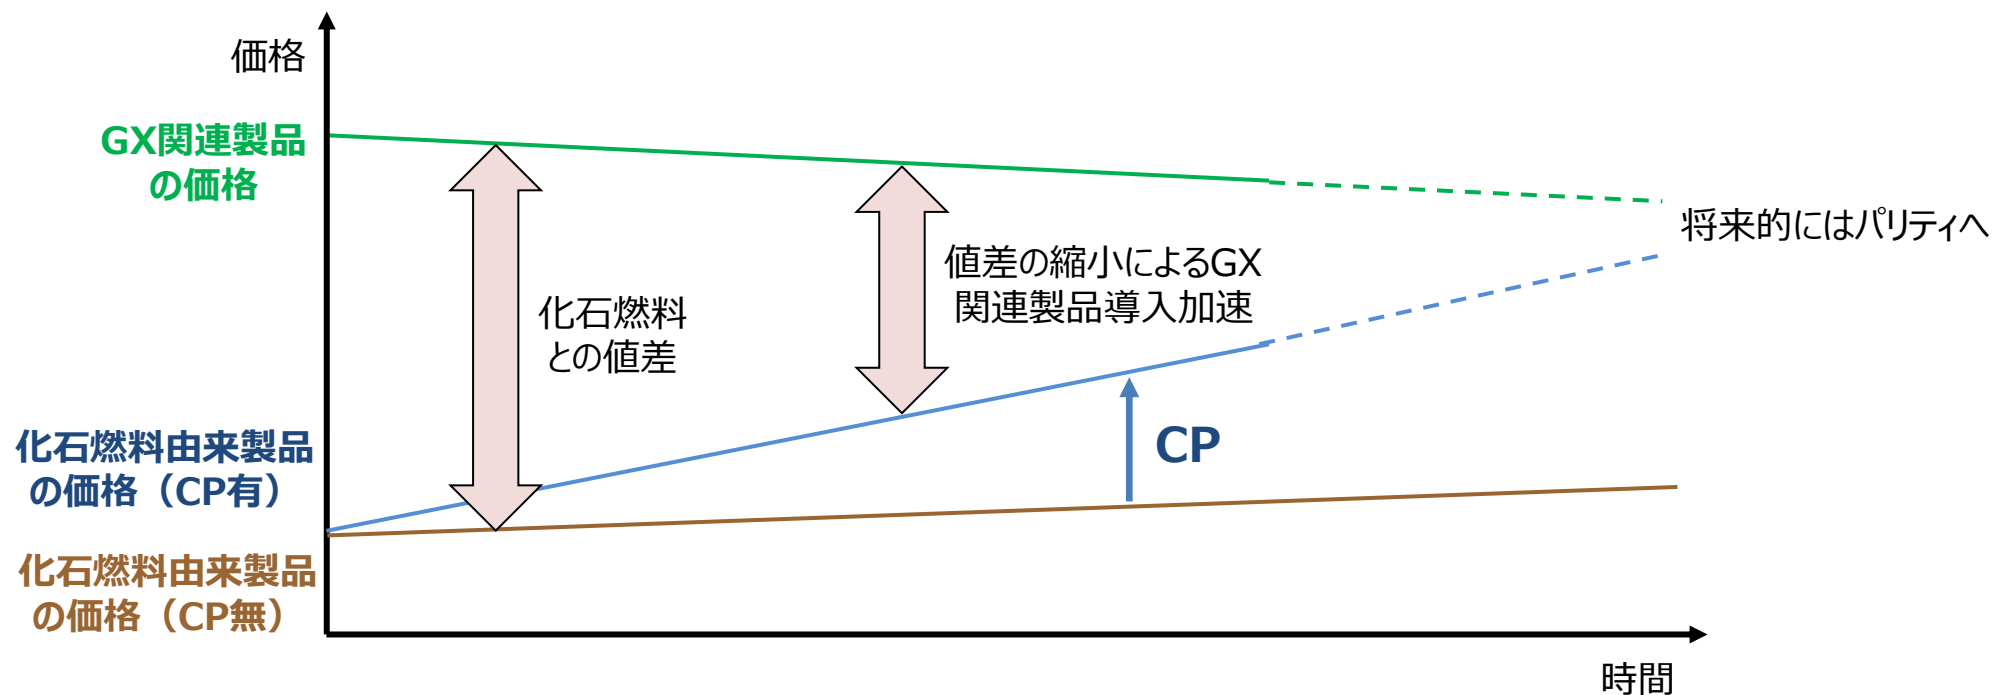 価格
GX関連製品
の価格
将来的にはパリティへ
値差の縮小によるGX
関連製品導入加速
化石燃料
との値差
化石燃料由来製品
の価格（CP有）
CP
化石燃料由来製品
の価格（CP無）
時間